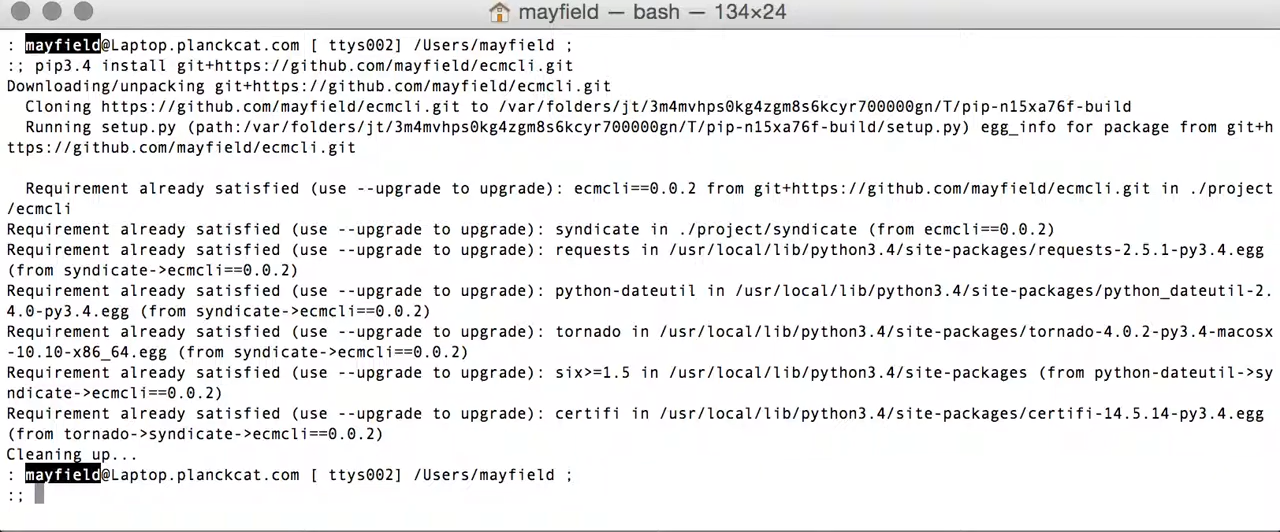 mayfield — bash — 134×24
: mayfield@Laptop.planckcat.com [ ttys002] /Users/mayfield ;
:; pip3.4 install git+https://github.com/mayfield/ecmcli.git
Downloading/unpacking git+https://github.com/mayfield/ecmcli.git
  Cloning https://github.com/mayfield/ecmcli.git to /var/folders/jt/3m4mvhps0kg4zgm8s6kcyr700000gn/T/pip-n15xa76f-build
  Running setup.py (path:/var/folders/jt/3m4mvhps0kg4zgm8s6kcyr700000gn/T/pip-n15xa76f-build/setup.py) egg_info for package from git+h
ttps://github.com/mayfield/ecmcli.git
  Requirement already satisfied (use --upgrade to upgrade): ecmcli==0.0.2 from git+https://github.com/mayfield/ecmcli.git in ./project
/ecmcli
Requirement already satisfied (use --upgrade to upgrade): syndicate in ./project/syndicate (from ecmcli==0.0.2)
Requirement already satisfied (use --upgrade to upgrade): requests in /usr/local/lib/python3.4/site-packages/requests-2.5.1-py3.4.egg
(from syndicate->ecmcli==0.0.2)
Requirement already satisfied (use --upgrade to upgrade): python-dateutil in /usr/local/lib/python3.4/site-packages/python_dateutil-2.
4.0-py3.4.egg (from syndicate->ecmcli==0.0.2)
Requirement already satisfied (use --upgrade to upgrade): tornado in /usr/local/lib/python3.4/site-packages/tornado-4.0.2-py3.4-macosx
-10.10-x86_64.egg (from syndicate->ecmcli==0.0.2)
Requirement already satisfied (use --upgrade to upgrade): six>=1.5 in /usr/local/lib/python3.4/site-packages (from python-dateutil->sy
ndicate->ecmcli==0.0.2)
Requirement already satisfied (use --upgrade to upgrade): certifi in /usr/local/lib/python3.4/site-packages/certifi-14.5.14-py3.4.egg
(from tornado->syndicate->ecmcli==0.0.2)
Cleaning up...
: mayfield@Laptop.planckcat.com [ ttys002] /Users/mayfield ;
:;